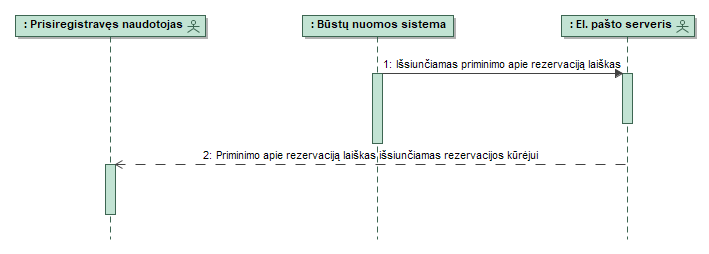 : Prisiregistravęs naudotojas
: Būstų nuomos sistema
: El. pašto serveris
1: Išsiunčiamas priminimo apie rezervaciją laiškas
2: Priminimo apie rezervaciją laiškas išsiunčiamas rezervacijos kūrėjui